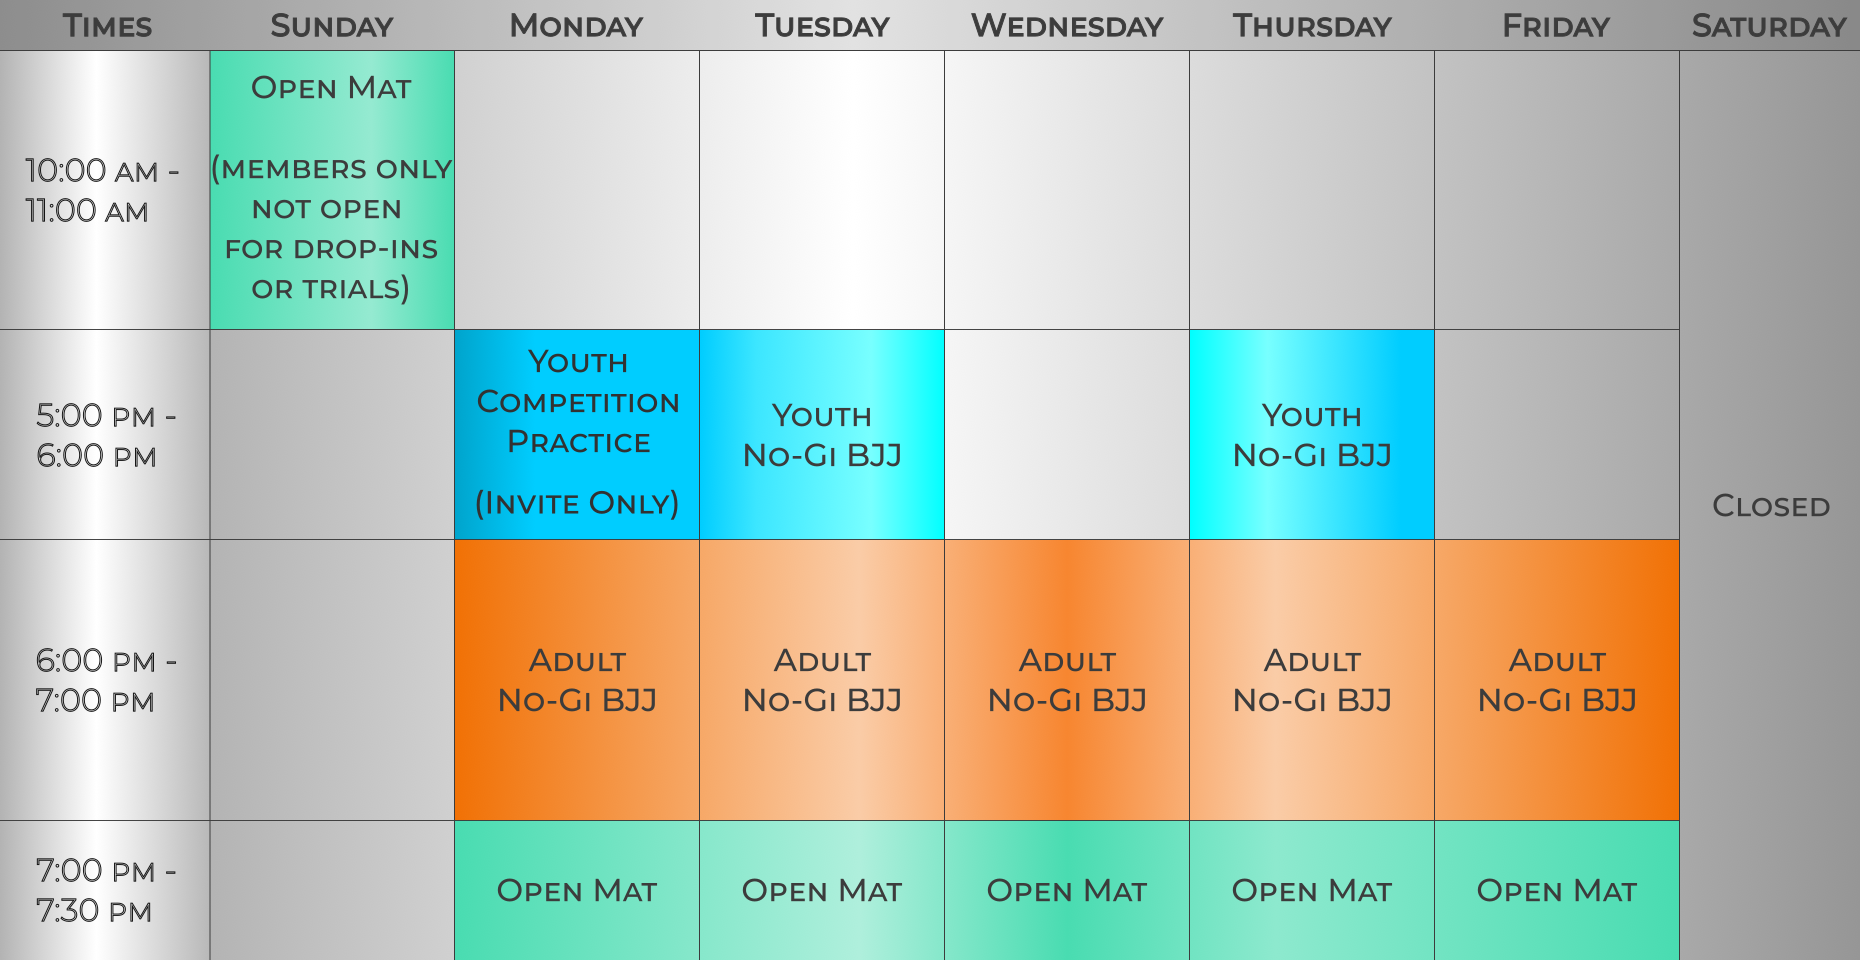 Times Sunday Monday Tuesday Wednesday Thursday Friday Saturday
10:00 am -
11:00 am
Open Mat
(members only
not open
for drop-ins
or trials)
5:00 pm -
6:00 pm
Youth
Competition
Practice
(Invite Only)
Youth
No-Gi BJJ
Youth
No-Gi BJJ
Closed
6:00 pm -
7:00 pm
Adult
No-Gi BJJ
Adult
No-Gi BJJ
Adult
No-Gi BJJ
Adult
No-Gi BJJ
Adult
No-Gi BJJ
7:00 pm -
7:30 pm
Open Mat
Open Mat
Open Mat
Open Mat
Open Mat